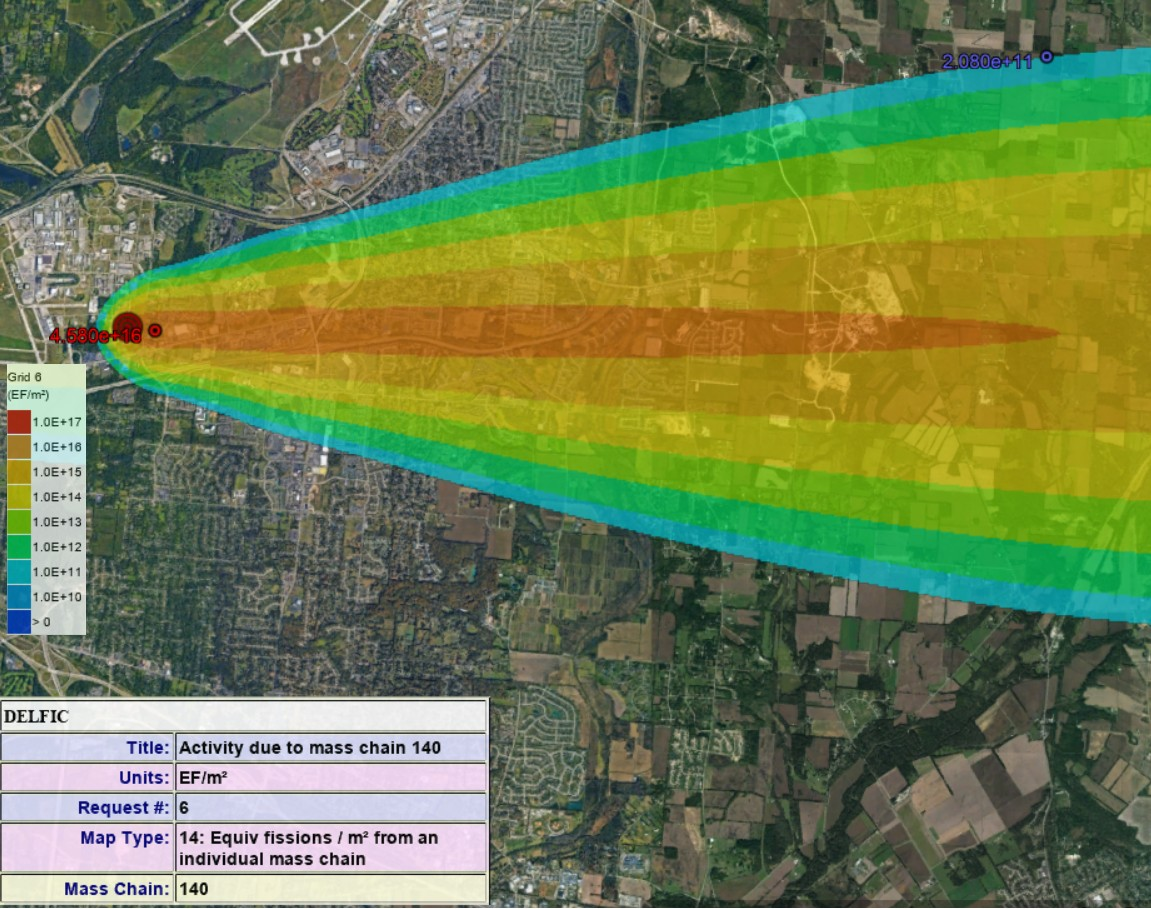 2.080e+11
4.580e+16
Grid 6
(EF/m²)
1.0E+17
1.0E+16
1.0E+15
1.0E+14
1.0E+13
1.0E+12
1.0E+11
1.0E+10
> 0
DELFIC
Title: Activity due to mass chain 140
Units: EF/m²
Request #: 6
Map Type: 14: Equiv fissions / m² from an
individual mass chain
Mass Chain: 140